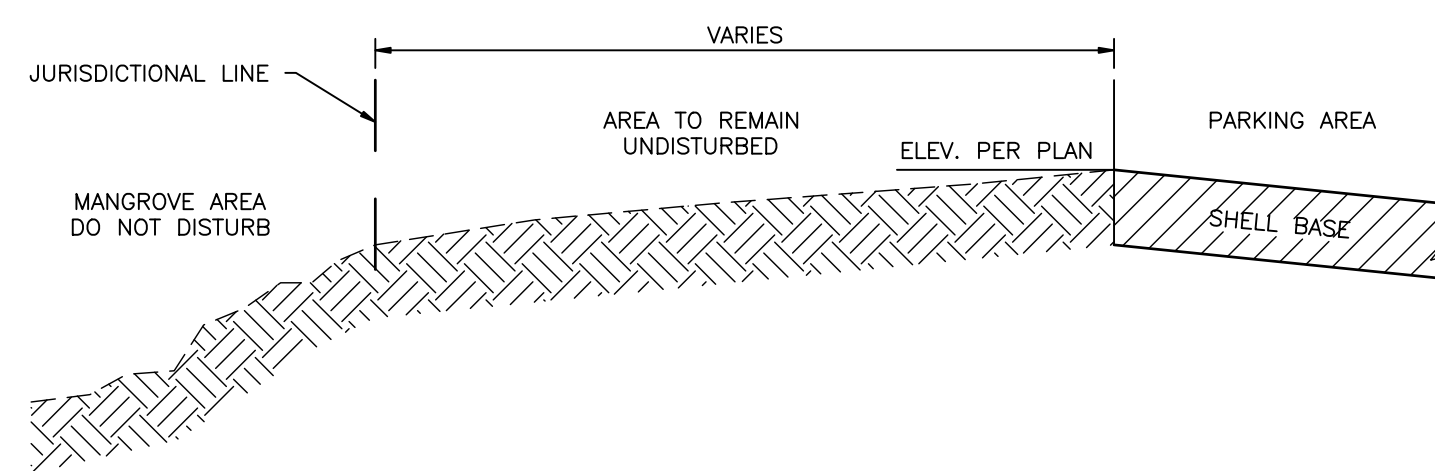 VARIES
JURISDICTIONAL LINE
AREA TO REMAIN
UNDISTURBED
PARKING AREA
ELEV. PER PLAN
MANGROVE AREA
DO NOT DISTURB
SHELL BASE